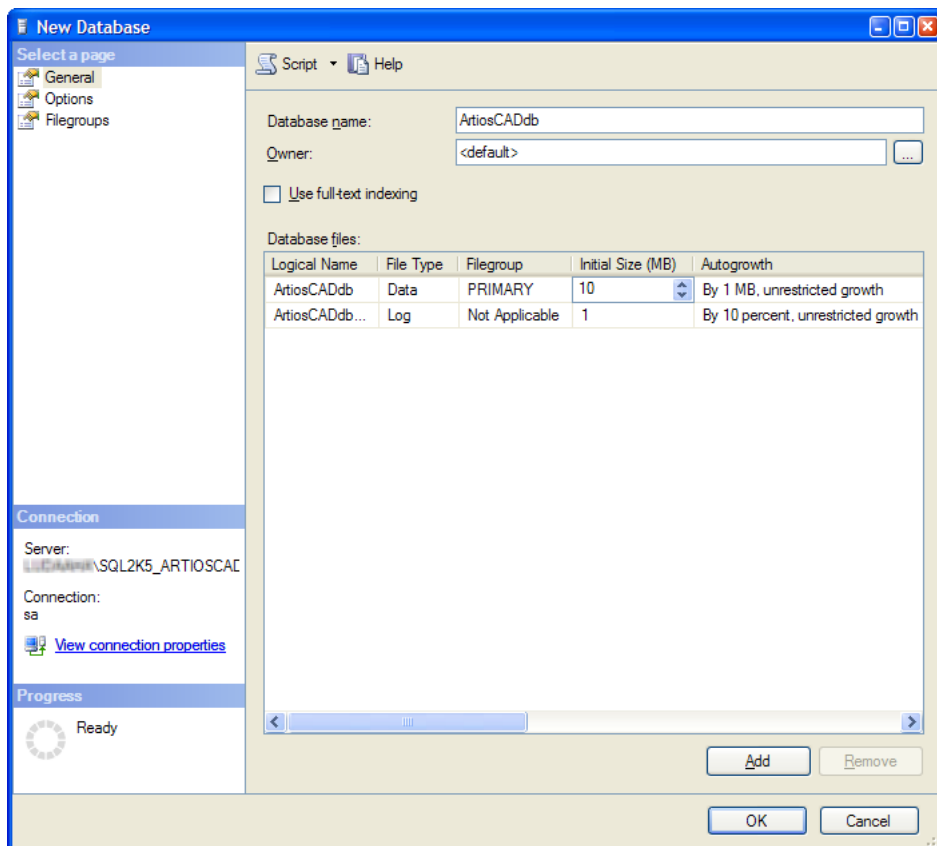 New Database
Select a page
General
Options
Filegroups
Script
Help
Database name:
ArtiosCADdb
Owner:
<default>
...
Use full-text indexing
Database files:
Logical Name File Type Filegroup Initial Size (MB) Autogrowth
ArtiosCADdb Data PRIMARY 10 By 1 MB, unrestricted growth
ArtiosCADdb... Log Not Applicable 1 By 10 percent, unrestricted growth
Connection
Server:
\SQL2K5_ARTIOSCAD
Connection:
sa
View connection properties
Progress
Ready
Add
Remove
OK
Cancel